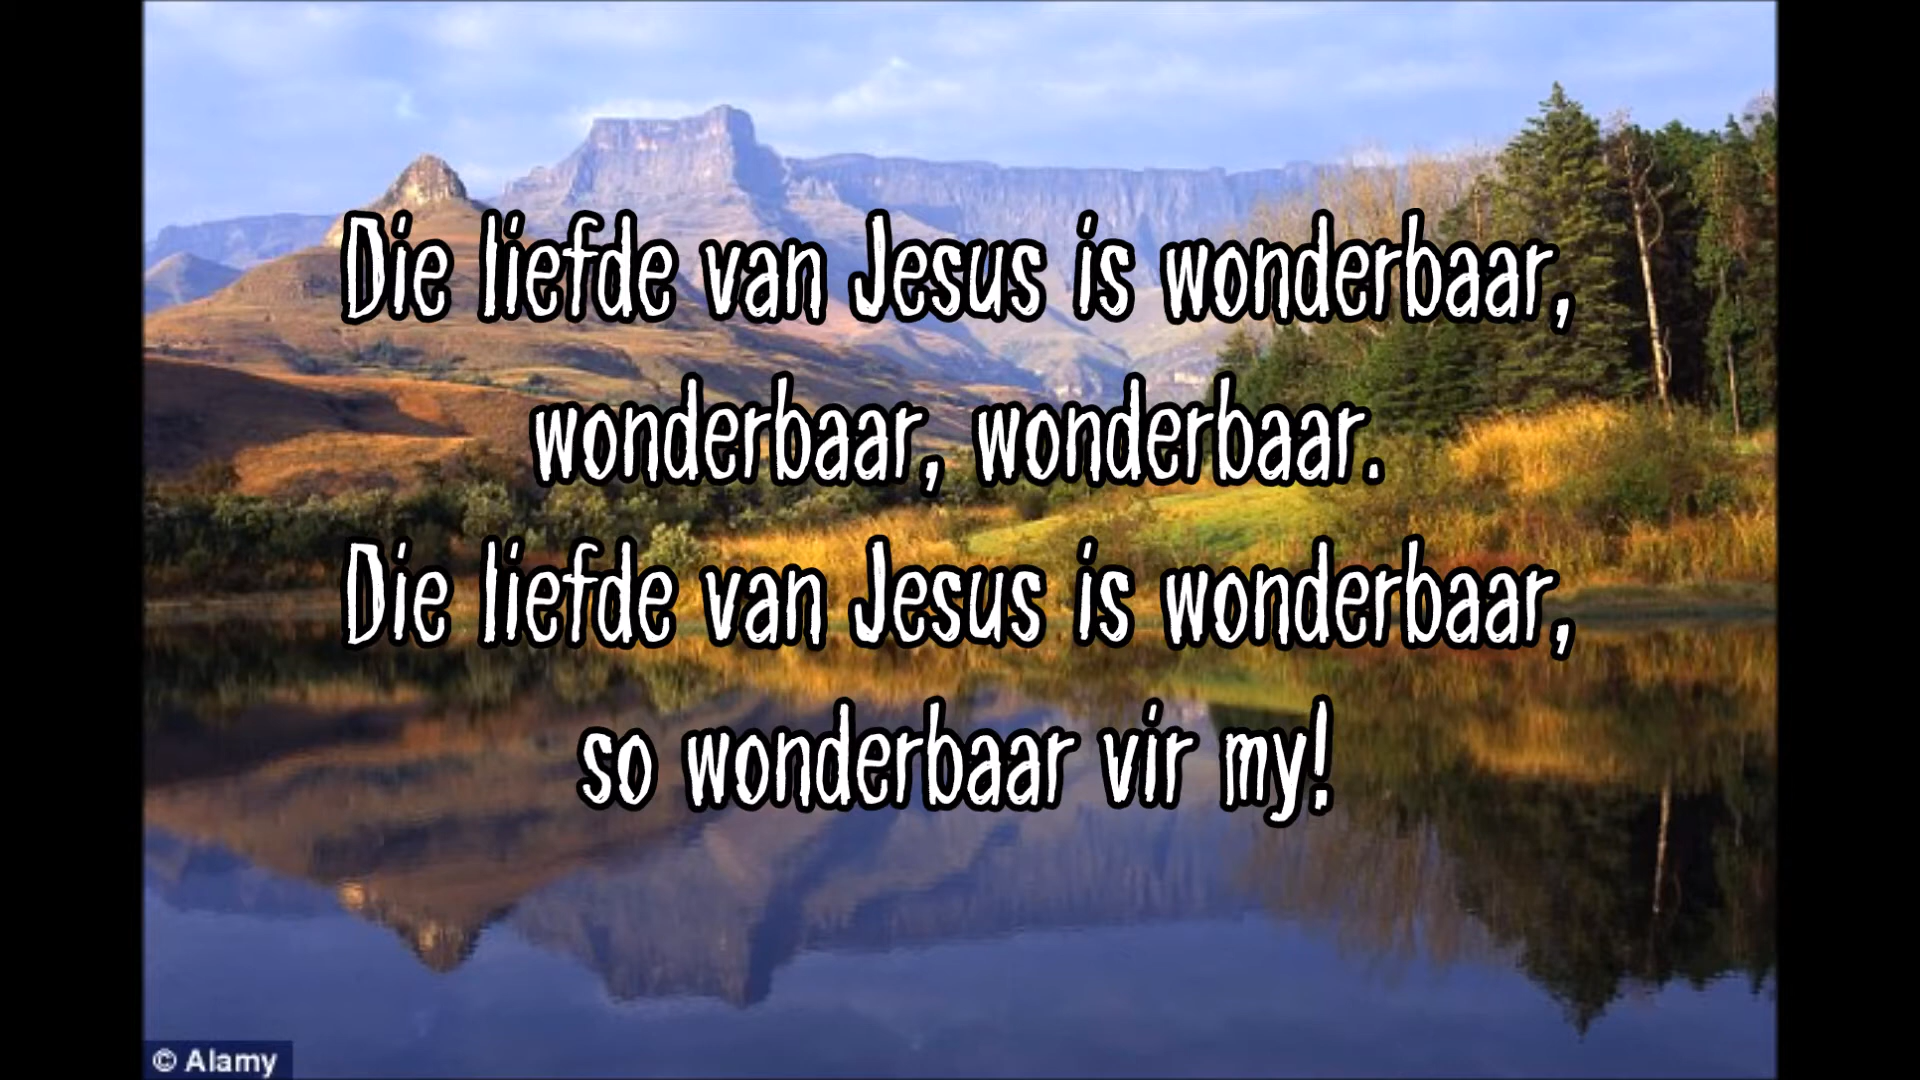 Die liefde van Jesus is wonderbaar,
wonderbaar, wonderbaar.
Die liefde van Jesus is wonderbaar,
so wonderbaar vir my!
© Alamy